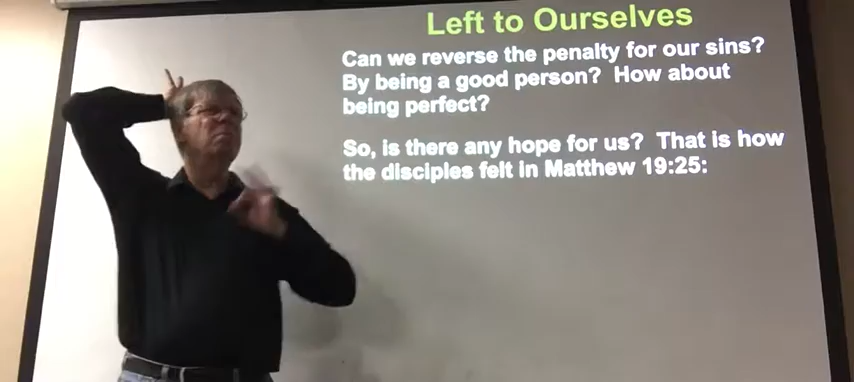 Left to Ourselves
Can we reverse the penalty for our sins?
By being a good person? How about
being perfect?
So, is there any hope for us? That is how
the disciples felt in Matthew 19:25: